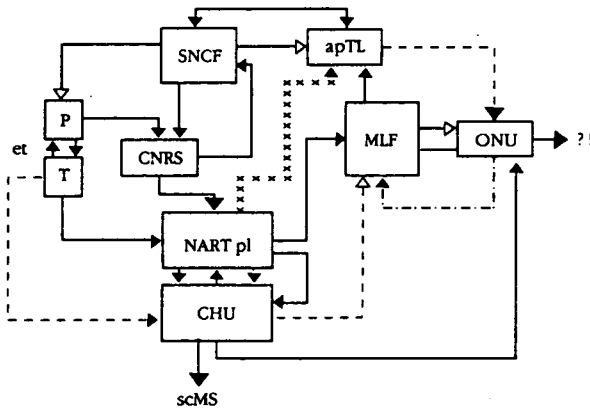 SNCF
apTL
P
et
CNRS
MLF
ONU
?!
T
NART pl
CHU
scMS